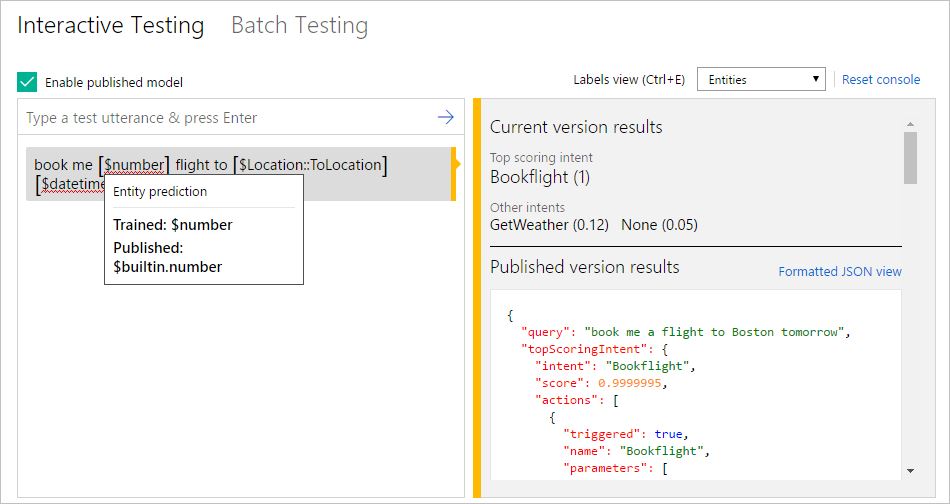 Interactive Testing Batch Testing
Enable published model
Labels view (Ctrl+E) Entities Reset console
Type a test utterance & press Enter
book me [$number] flight to [$Location::ToLocation]
[$datetime
Entity prediction
Trained: $number
Published:
$builtin.number
Current version results
Top scoring intent
Bookflight (1)
Other intents
GetWeather (0.12) None (0.05)
Published version results Formatted JSON view
{
"query": "book me a flight to Boston tomorrow",
"topScoringIntent": {
"intent": "Bookflight",
"score": 0.9999995,
"actions": [
{
"triggered": true,
"name": "Bookflight",
"parameters": [